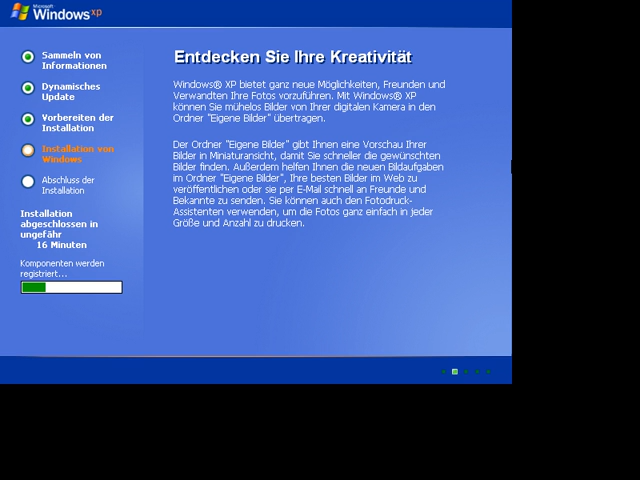 Microsoft
Windows xp
Sammeln von
Informationen
Dynamisches
Update
Vorbereiten der
Installation
Installation von
Windows
Abschluss der
Installation
Installation
abgeschlossen in
ungefähr
16 Minuten
Komponenten werden
registriert...
Entdecken Sie Ihre Kreativität
Windows® XP bietet ganz neue Möglichkeiten, Freunden und
Verwandten Ihre Fotos vorzuführen. Mit Windows® XP
können Sie mühelos Bilder von Ihrer digitalen Kamera in den
Ordner "Eigene Bilder" übertragen.
Der Ordner "Eigene Bilder" gibt Ihnen eine Vorschau Ihrer
Bilder in Miniaturansicht, damit Sie schneller die gewünschten
Bilder finden. Außerdem helfen Ihnen die neuen Bildaufgaben
im Ordner "Eigene Bilder", Ihre besten Bilder im Web zu
veröffentlichen oder sie per E-Mail schnell an Freunde und
Bekannte zu senden. Sie können auch den Fotodruck-
Assistenten verwenden, um die Fotos ganz einfach in jeder
Größe und Anzahl zu drucken.